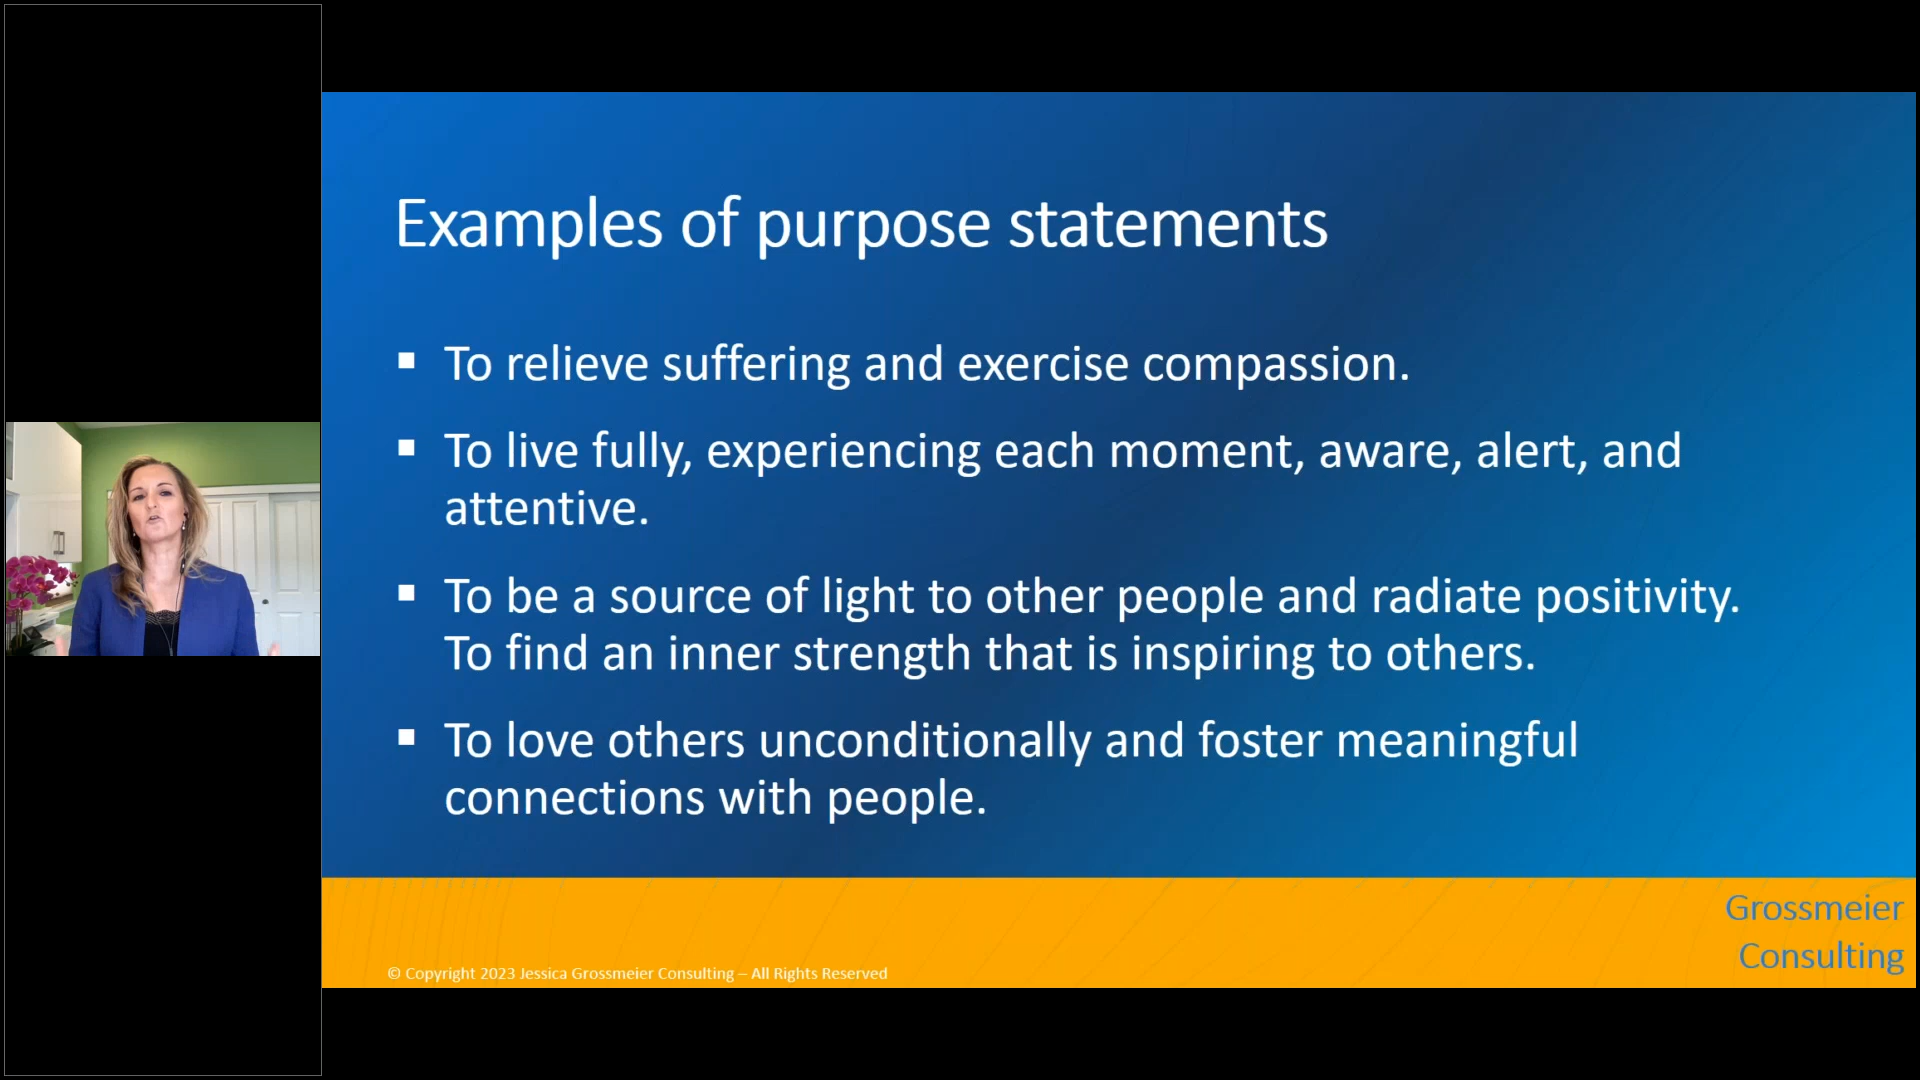 Examples of purpose statements
▪ To relieve suffering and exercise compassion.
▪ To live fully, experiencing each moment, aware, alert, and
attentive.
▪ To be a source of light to other people and radiate positivity.
To find an inner strength that is inspiring to others.
▪ To love others unconditionally and foster meaningful
connections with people.
Grossmeier
Consulting
© Copyright 2023 Jessica Grossmeier Consulting – All Rights Reserved